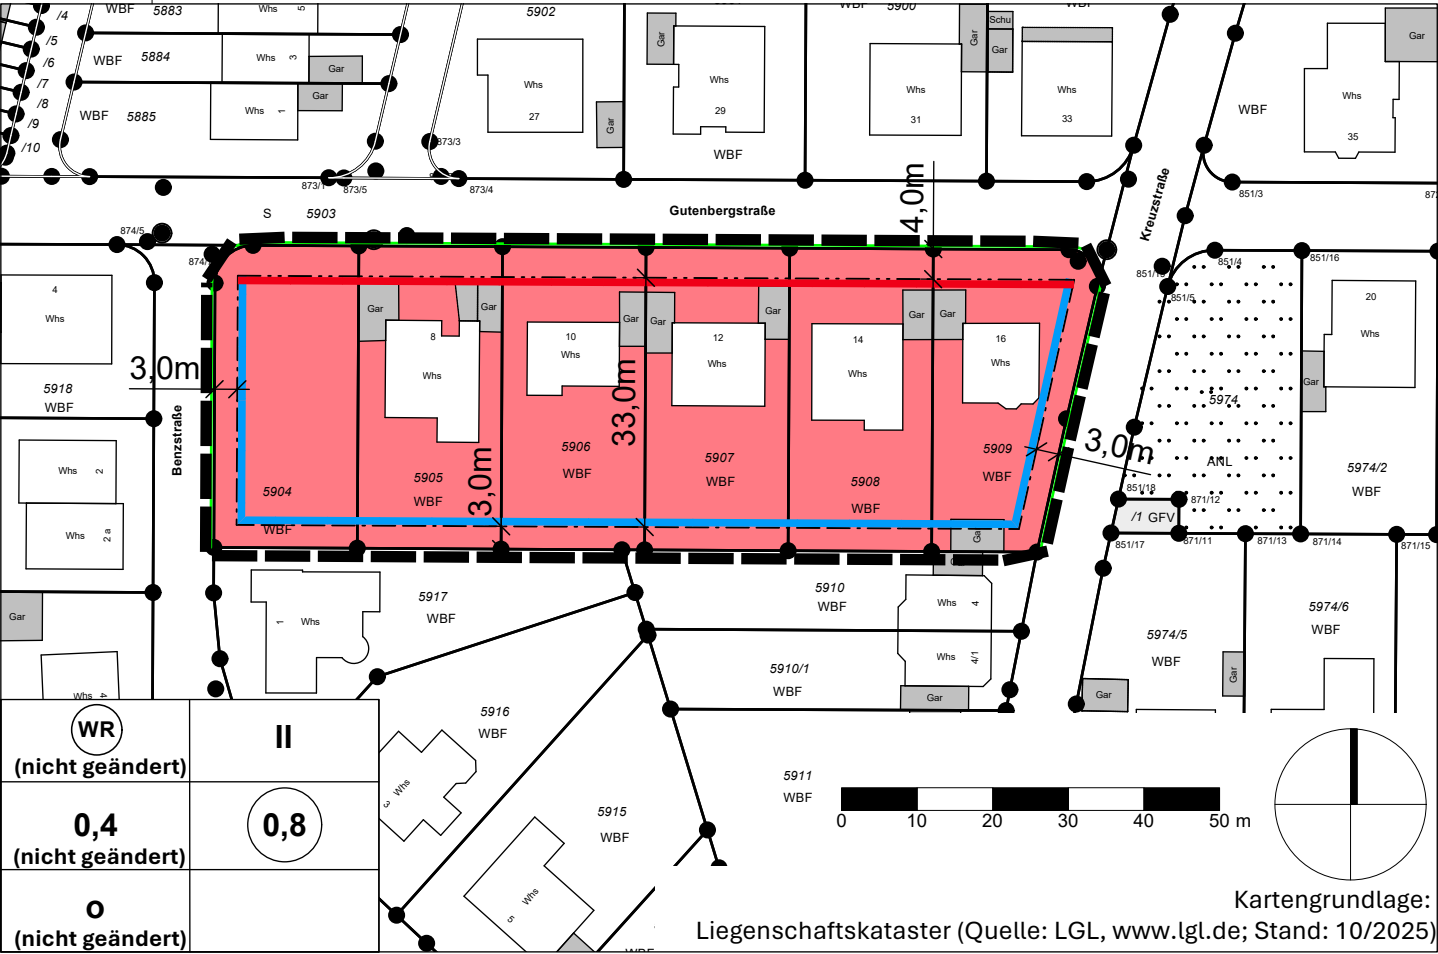 /4
/5
/6
/7
/8
/9
/10
WBF 5883
Whs 5
WBF 5884
Whs 3
Gar
Gar
WBF 5885
Whs 1
5902
Whs
27
Gar
Gar
Whs
29
WBF
5900
Whs
31
Gar
Schu
Gar
Whs
33
WBF
Whs
35
Gar
873/3
873/5
873/4
851/3
S 5903
Gutenbergstraße
4,0m
Kreuzstraße
874/5
851/4
851/16
851/5
4
Whs
5918
WBF
3,0m
Benzstraße
Whs 2
Whs 2 a
Gar
Gar
8
Whs
Gar
10
Whs
Gar
Gar
12
Whs
Gar
14
Whs
Gar
Gar
16
Whs
33,0m
3,0m
3,0m
5904
WBF
5905
WBF
5906
WBF
5907
WBF
5908
WBF
5909
WBF
20
Whs
Gar
5974
ANL
5974/2
WBF
851/18
871/12
/1 GFV
851/17
871/11
871/13
871/14
871/15
1 Whs
5917
WBF
5910
WBF
Whs 4
Whs 4/1
Gar
5910/1
WBF
5974/5
WBF
Gar
Gar
5974/6
WBF
5916
WBF
Whs 3
5915
WBF
Whs 5
5911
WBF
WR
(nicht geändert)
II
0,4
(nicht geändert)
0,8
o
(nicht geändert)
0 10 20 30 40 50 m
Kartengrundlage:
Liegenschaftskataster (Quelle: LGL, www.lgl.de; Stand: 10/2025)